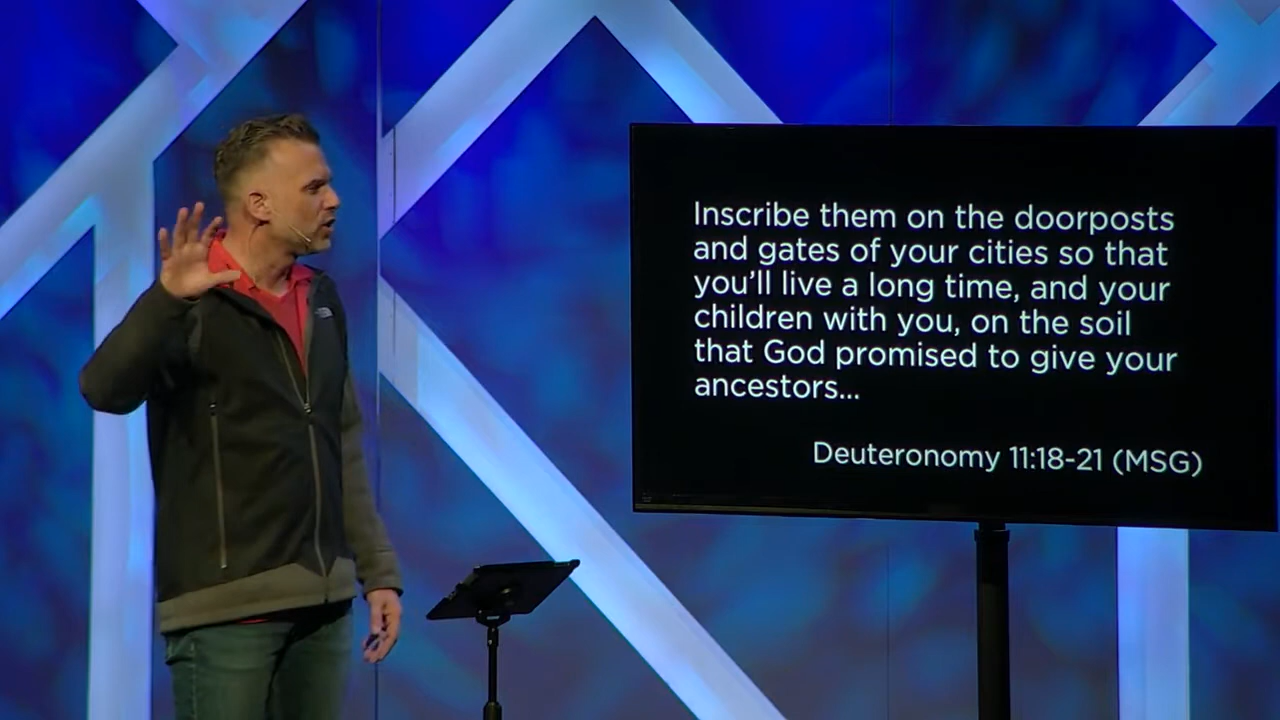 Inscribe them on the doorposts
and gates of your cities so that
you'll live a long time, and your
children with you, on the soil
that God promised to give your
ancestors...
Deuteronomy 11:18-21 (MSG)